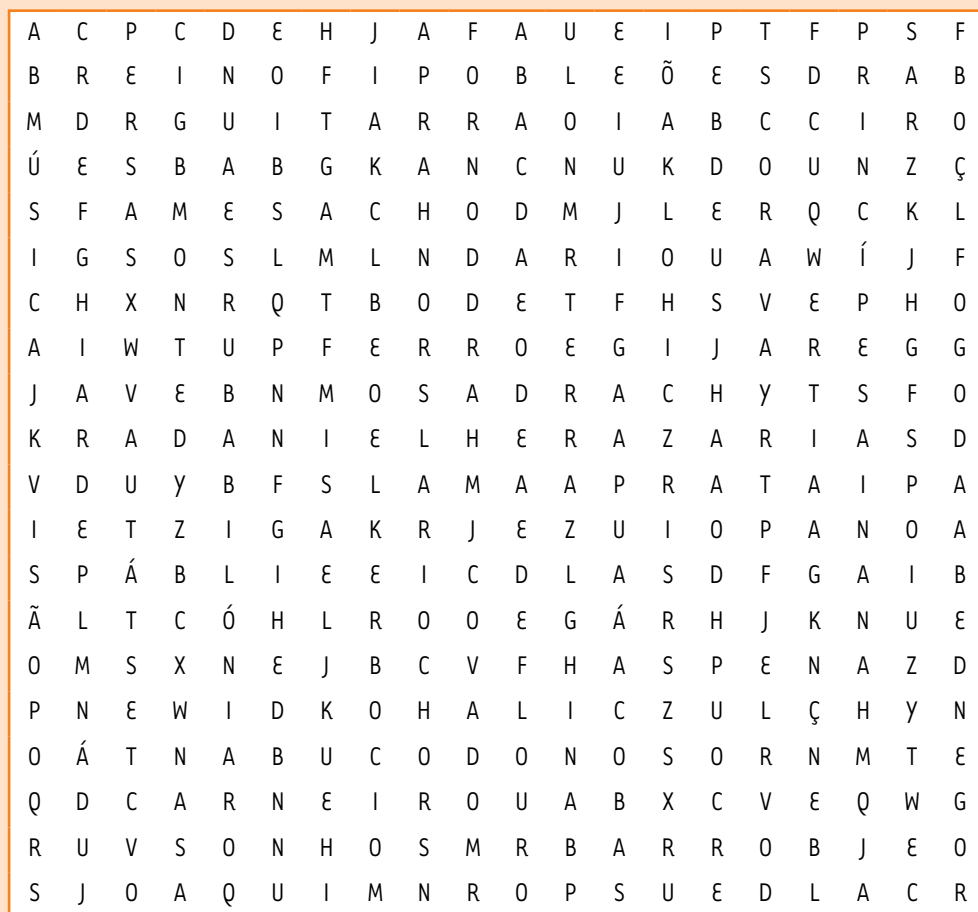 A C P C D E H J A F A U E I P T F P S F
B R E I N O F I P O B L E Õ E S D R A B
M D R G U I T A R R A O I A B C C I R O
Ú E S B A B G K A N C N U K D O U N Z Ç
S F A M E S A C H O D M J L E R Q C K L
I G S O S L M L N D A R I O U A W Í J F
C H X N R Q T B O D E T F H S V E P H O
A I W T U P F E R R O E G I J A R E G G
J A V E B N M O S A D R A C H Y T S F O
K R A D A N I E L H E R A Z A R I A S D
V D U Y B F S L A M A A P R A T A I P A
I E T Z I G A K R J E Z U I O P A N O A
S P Á B L I E E I C D L A S D F G A I B
Ã L T C Ó H L R O O E G Á R H J K N U E
O M S X N E J B C V F H A S P E N A Z D
P N E W I D K O H A L I C Z U L Ç H Y N
O Á T N A B U C O D O N O S O R N M T E
Q D C A R N E I R O U A B X C V E Q W G
R U V S O N H O S M R B A R R O B J E O
S J O A Q U I M N R O P S U E D L A C R